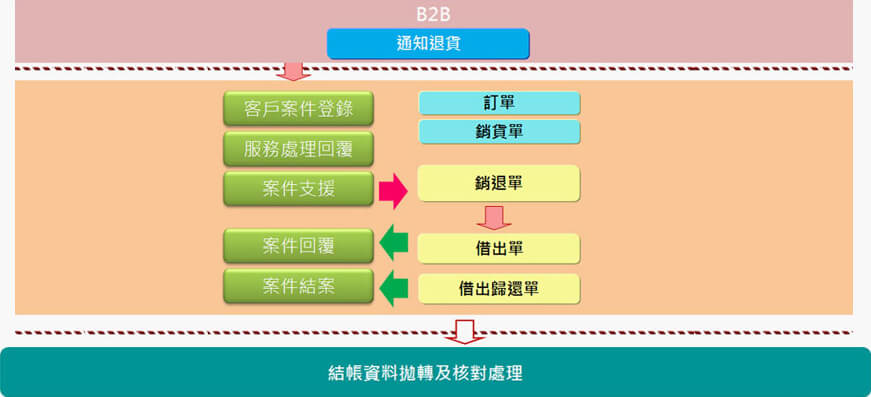 B2B
通知退貨
客戶案件登錄
訂單
銷貨單
服務處理回覆
案件支援
銷退單
案件回覆
借出單
案件結案
借出歸還單
結帳資料拋轉及核對處理